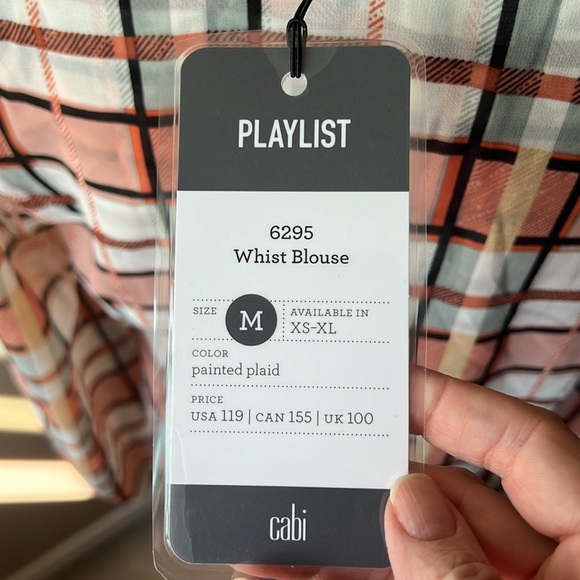 PLAYLIST
6295
Whist Blouse
SIZE M AVAILABLE IN
XS-XL
COLOR
painted plaid
PRICE
USA 119 | CAN 155 | UK 100
cabi